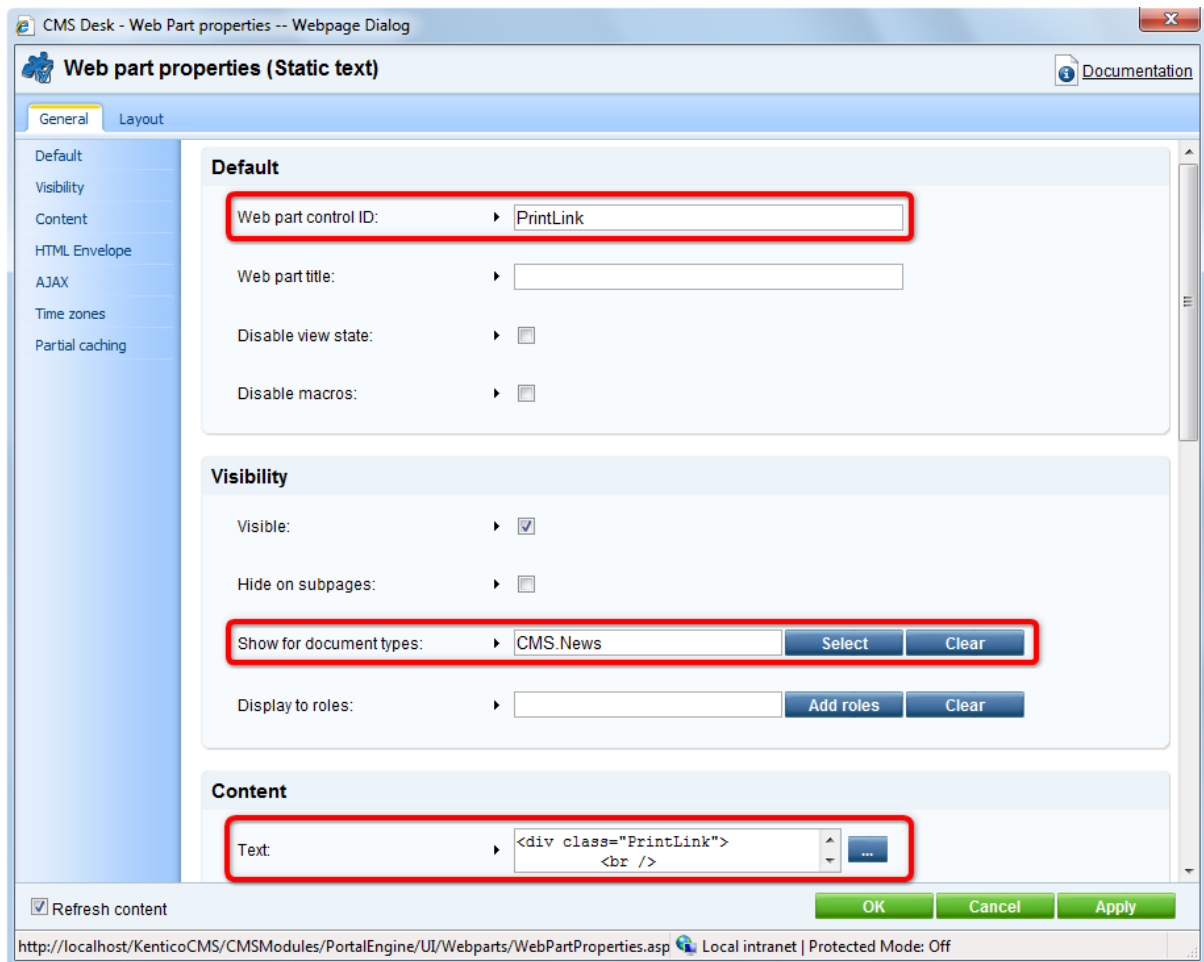 CMS Desk - Web Part properties -- Webpage Dialog
Web part properties (Static text)
Documentation
General Layout
Default
Visibility
Content
HTML Envelope
AJAX
Time zones
Partial caching
Default
Web part control ID: PrintLink
Web part title:
Disable view state:
Disable macros:
Visibility
Visible:
Hide on subpages:
Show for document types: CMS.News Select Clear
Display to roles: Add roles Clear
Content
Text: <div class="PrintLink">
<br />
...
Refresh content OK Cancel Apply
http://localhost/KenticoCMS/CMSModules/PortalEngine/UI/Webparts/WebPartProperties.asp Local intranet | Protected Mode: Off